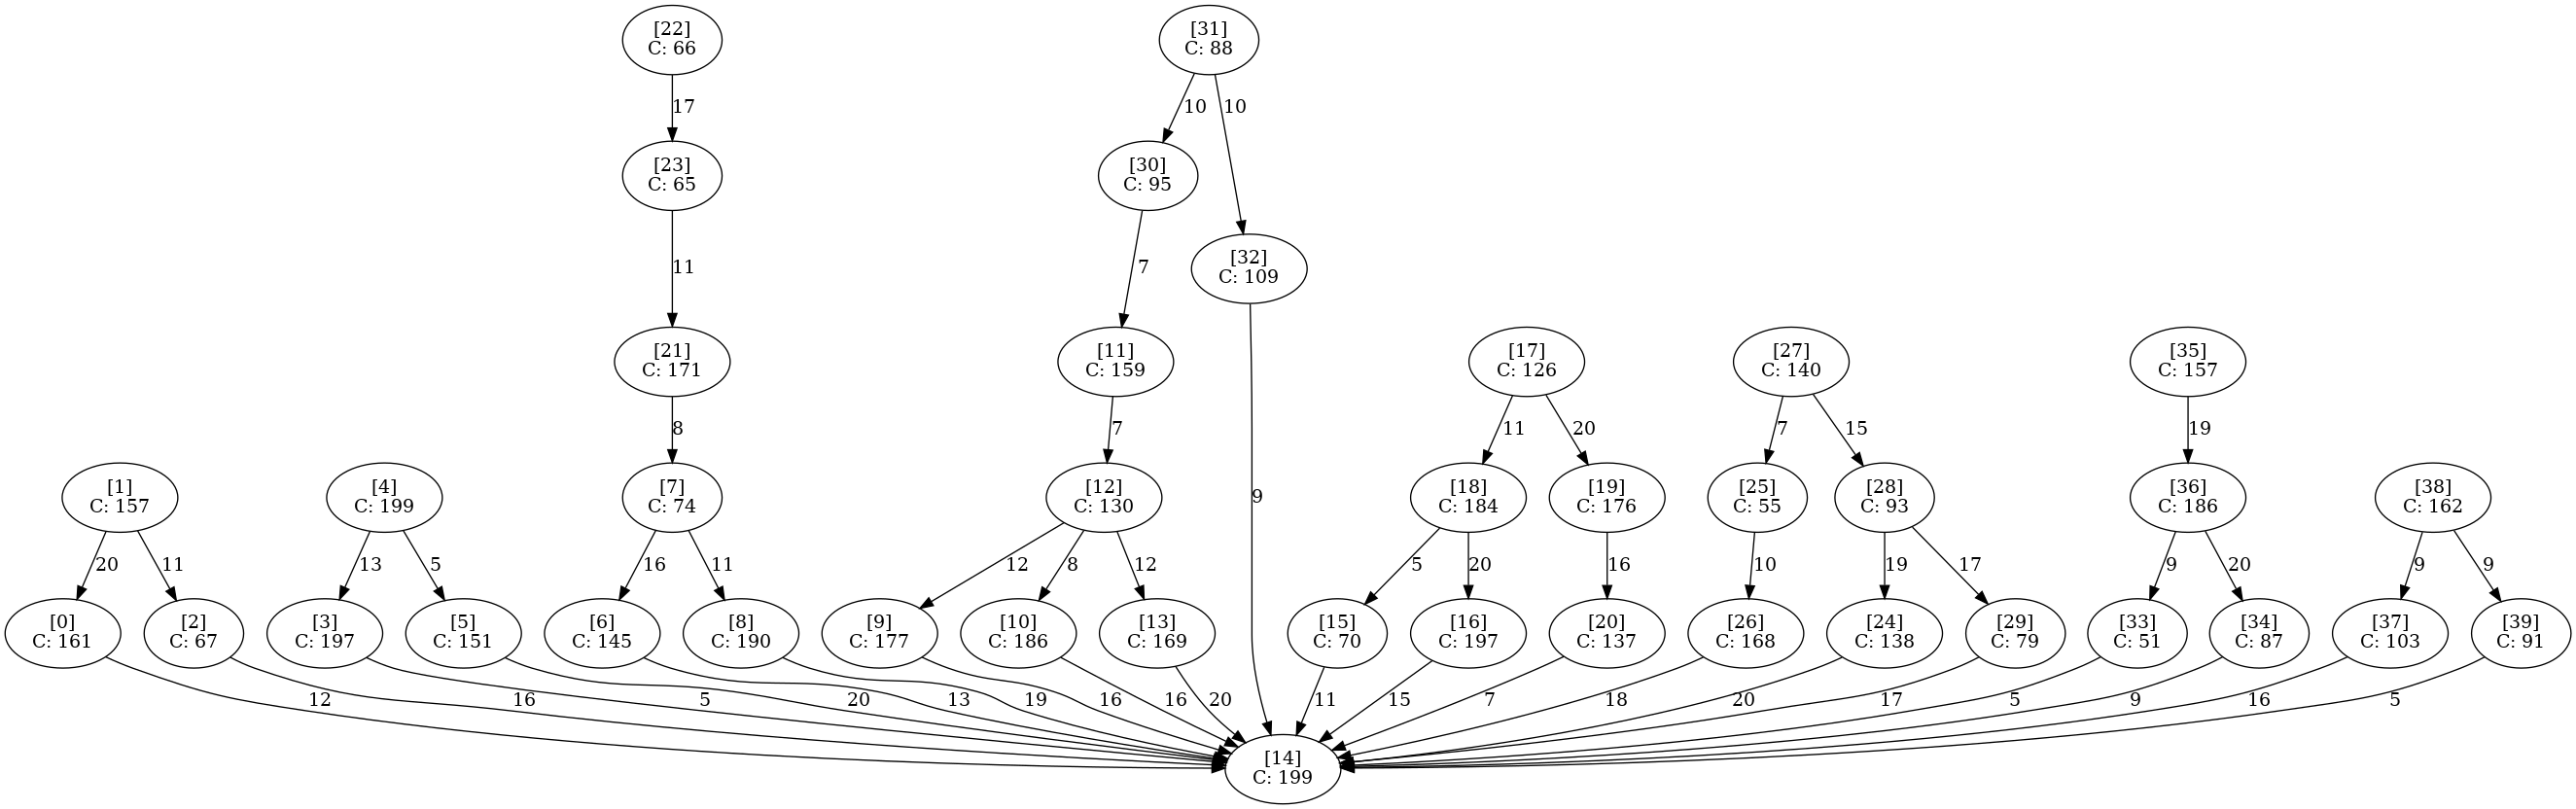 [22]
C: 66
[31]
C: 88
17
10
10
[23]
C: 65
[30]
C: 95
[32]
C: 109
11
7
[21]
C: 171
[11]
C: 159
[17]
C: 126
[27]
C: 140
[35]
C: 157
8
7
11
20
7
15
19
[1]
C: 157
[4]
C: 199
[7]
C: 74
[12]
C: 130
9
[18]
C: 184
[19]
C: 176
[25]
C: 55
[28]
C: 93
[36]
C: 186
[38]
C: 162
20
11
13
5
16
11
12
8
12
5
20
16
10
19
17
9
20
9
9
[0]
C: 161
[2]
C: 67
[3]
C: 197
[5]
C: 151
[6]
C: 145
[8]
C: 190
[9]
C: 177
[10]
C: 186
[13]
C: 169
[15]
C: 70
[16]
C: 197
[20]
C: 137
[26]
C: 168
[24]
C: 138
[29]
C: 79
[33]
C: 51
[34]
C: 87
[37]
C: 103
[39]
C: 91
12
16
5
20
13
19
16
16
20
11
15
7
18
20
17
5
9
16
5
[14]
C: 199